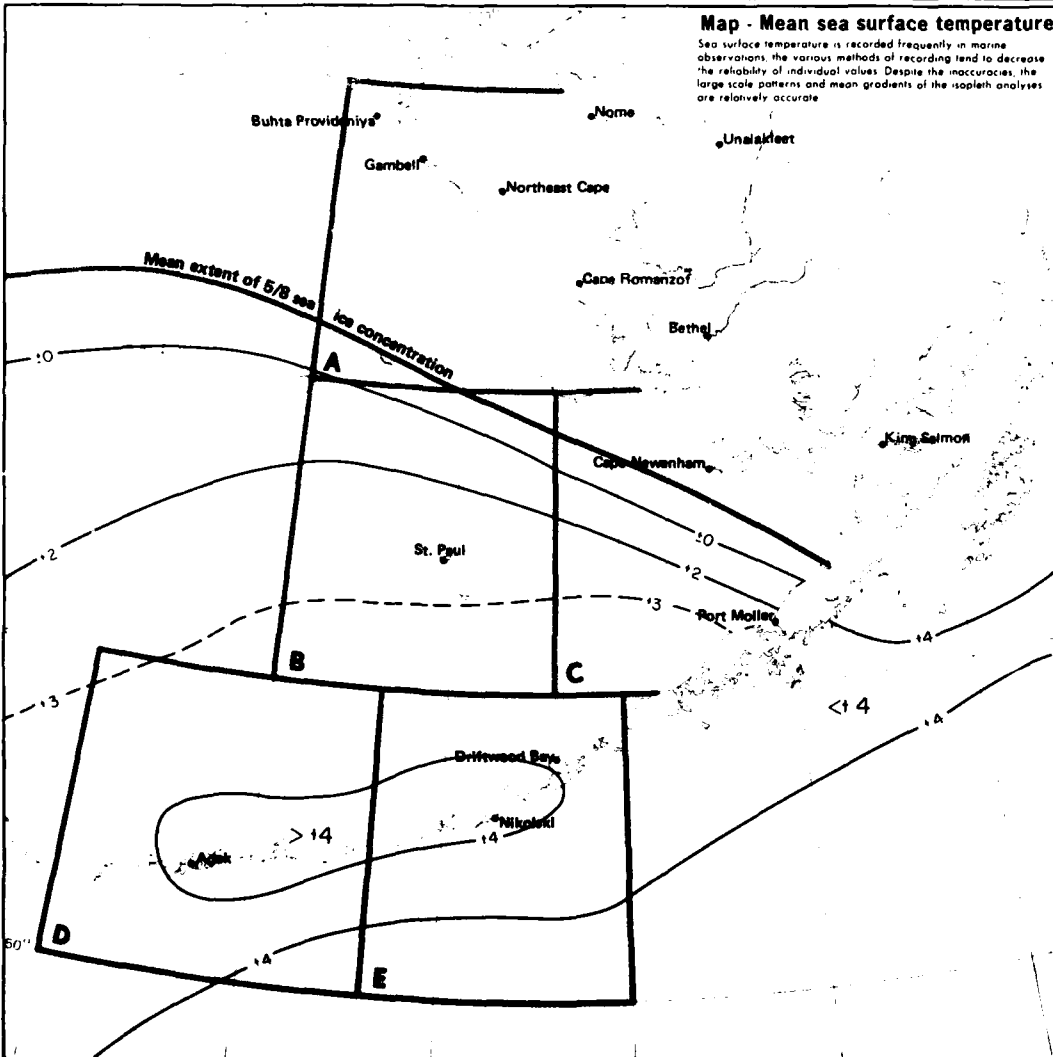 Map - Mean sea surface temperature
Sea surface temperature is recorded frequently in marine
observations, the various methods of recording tend to decrease
the reliability of individual values Despite the inaccuracies, the
large scale patterns and mean gradients of the isopleth analyses
are relatively accurate
Buhta Provideniya
Nome
Unalakleet
Gambell
Northeast Cape
Mean extent of 5/8 sea ice concentration
Cape Romanzof
Bethel
±0
A
King Salmon
Cape Newenham
±0
+2
St. Paul
+2
+3
Port Moller
+4
B
C
+3
<+4
+4
Driftwood Bay
Nikolski
>+4
+4
Adak
D
50°
+4
E